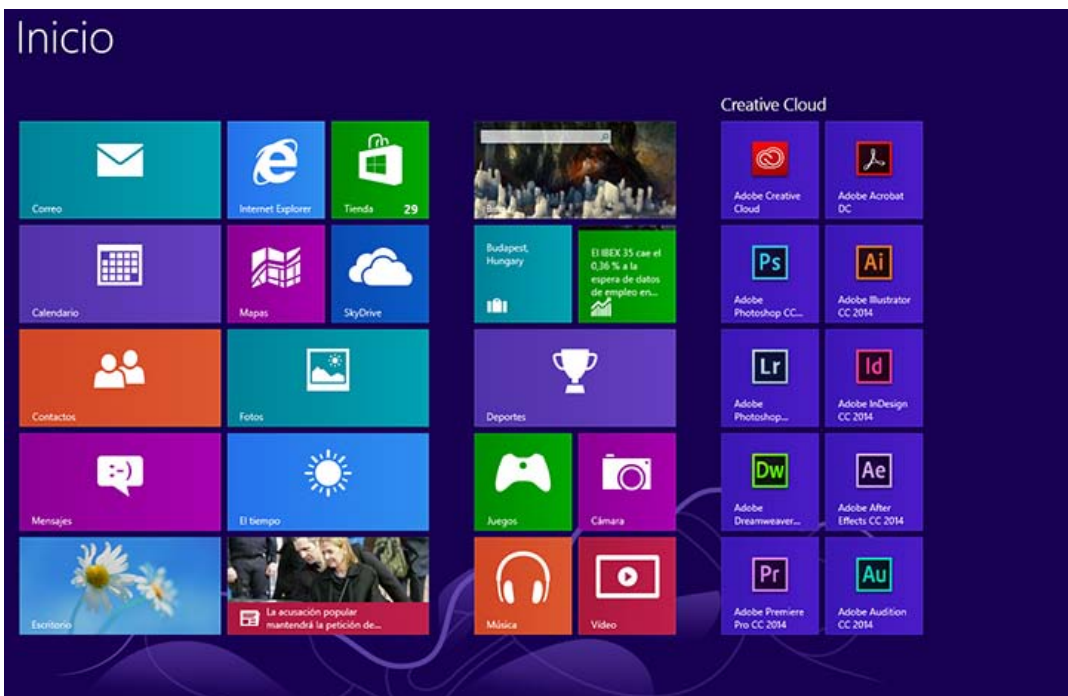 Inicio
Correo
Internet Explorer
Tienda
29
Calendario
Mapas
SkyDrive
Contactos
Fotos
:-)
Mensajes
El tiempo
Escritorio
La acusación popular
mantendrá la petición de...
Budapest,
Hungary
El IBEX 35 cae el
0,36 % a la
espera de datos
de empleo en...
Deportes
Juegos
Cámara
Música
Vídeo
Creative Cloud
Adobe Creative
Cloud
Adobe Acrobat
DC
Ps
Adobe
Photoshop CC...
Ai
Adobe Illustrator
CC 2014
Lr
Adobe
Photoshop...
Id
Adobe InDesign
CC 2014
Dw
Adobe
Dreamweaver...
Ae
Adobe After
Effects CC 2014
Pr
Adobe Premiere
Pro CC 2014
Au
Adobe Audition
CC 2014